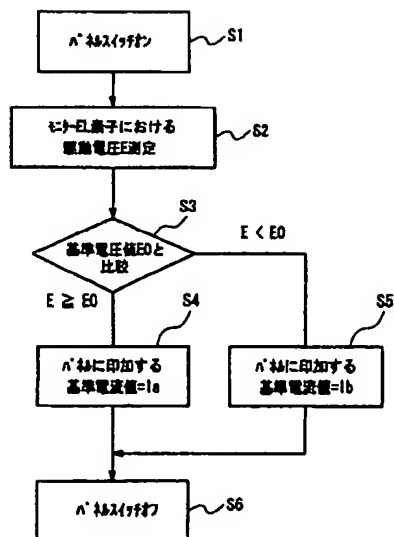 ﾊﾟﾈﾙｽｲｯﾁｵﾝ
S1
ﾓﾆﾀｰEL素子における
駆動電圧E測定
S2
S3
基準電圧値E0と
比較
E < E0
E ≧ E0
S4
S5
ﾊﾟﾈﾙに印加する
基準電流値=Ia
ﾊﾟﾈﾙに印加する
基準電流値=Ib
ﾊﾟﾈﾙｽｲｯﾁｵﾌ
S6